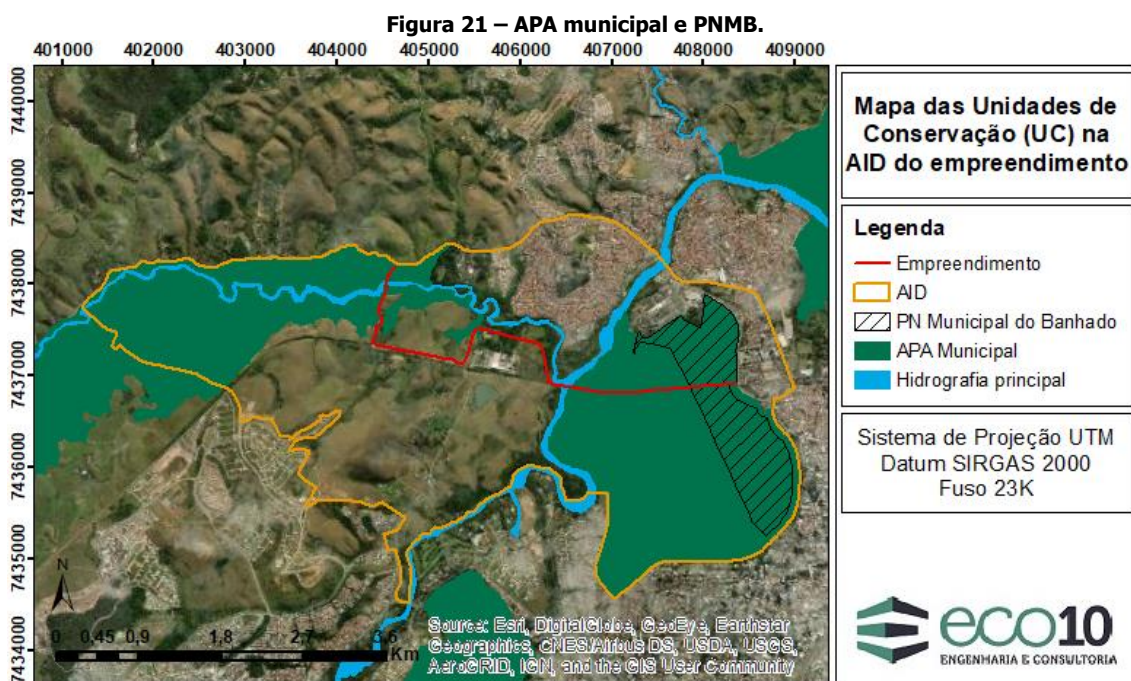 Figura 21 – APA municipal e PNMB.
401000 402000 403000 404000 405000 406000 407000 408000 409000
7440000
7439000
7438000
7437000
7436000
7435000
7434000
N
0 0,45 0,9 1,8 2,7 3,6
Km
Source: Esri, DigitalGlobe, GeoEye, Earthstar
Geographics, CNES/Airbus DS, USDA, USGS,
AeroGRID, IGN, and the GIS User Community
Mapa das Unidades de
Conservação (UC) na
AID do empreendimento
Legenda
Empreendimento
AID
PN Municipal do Banhado
APA Municipal
Hidrografia principal
Sistema de Projeção UTM
Datum SIRGAS 2000
Fuso 23K
eco10
ENGENHARIA E CONSULTORIA